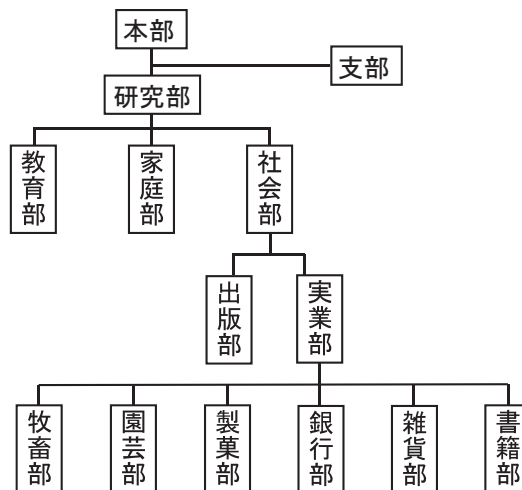 本部
支部
研究部
教育部
家庭部
社会部
出版部
実業部
牧畜部
園芸部
製菓部
銀行部
雑貨部
書籍部